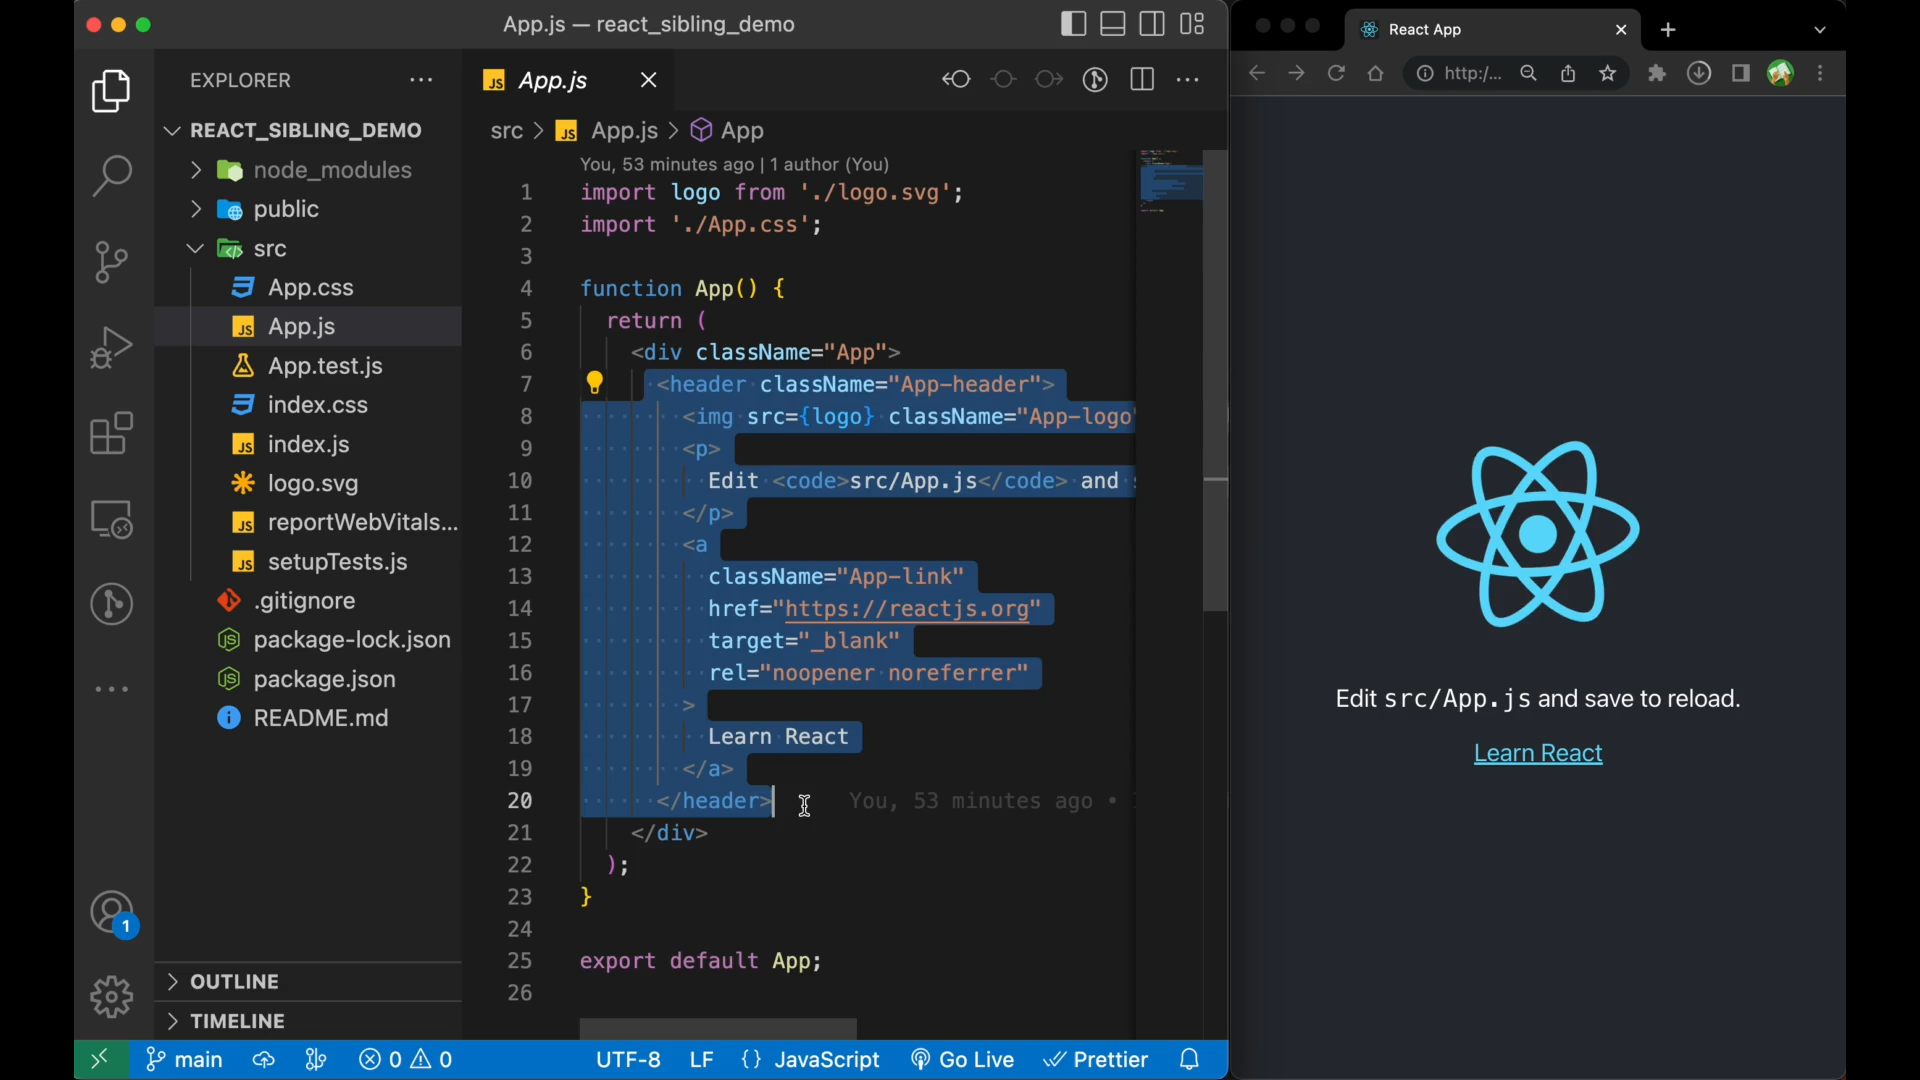 App.js — react_sibling_demo
EXPLORER
REACT_SIBLING_DEMO
node_modules
public
src
App.css
App.js
App.test.js
index.css
index.js
logo.svg
reportWebVitals...
setupTests.js
.gitignore
package-lock.json
package.json
README.md
1
OUTLINE
TIMELINE
JS App.js
src > JS App.js > App
You, 53 minutes ago | 1 author (You)
1 import logo from './logo.svg';
2 import './App.css';
3
4 function App() {
5 return (
6 <div className="App">
7 <header className="App-header">
8 <img src={logo} className="App-logo"
9 <p>
10 Edit <code>src/App.js</code> and
11 </p>
12 <a
13 className="App-link"
14 href="https://reactjs.org"
15 target="_blank"
16 rel="noopener noreferrer"
17 >
18 Learn React
19 </a>
20 </header> You, 53 minutes ago •
21 </div>
22 );
23 }
24
25 export default App;
26
main 0 0 UTF-8 LF {} JavaScript Go Live Prettier
React App
http:/...
Edit src/App.js and save to reload.
Learn React